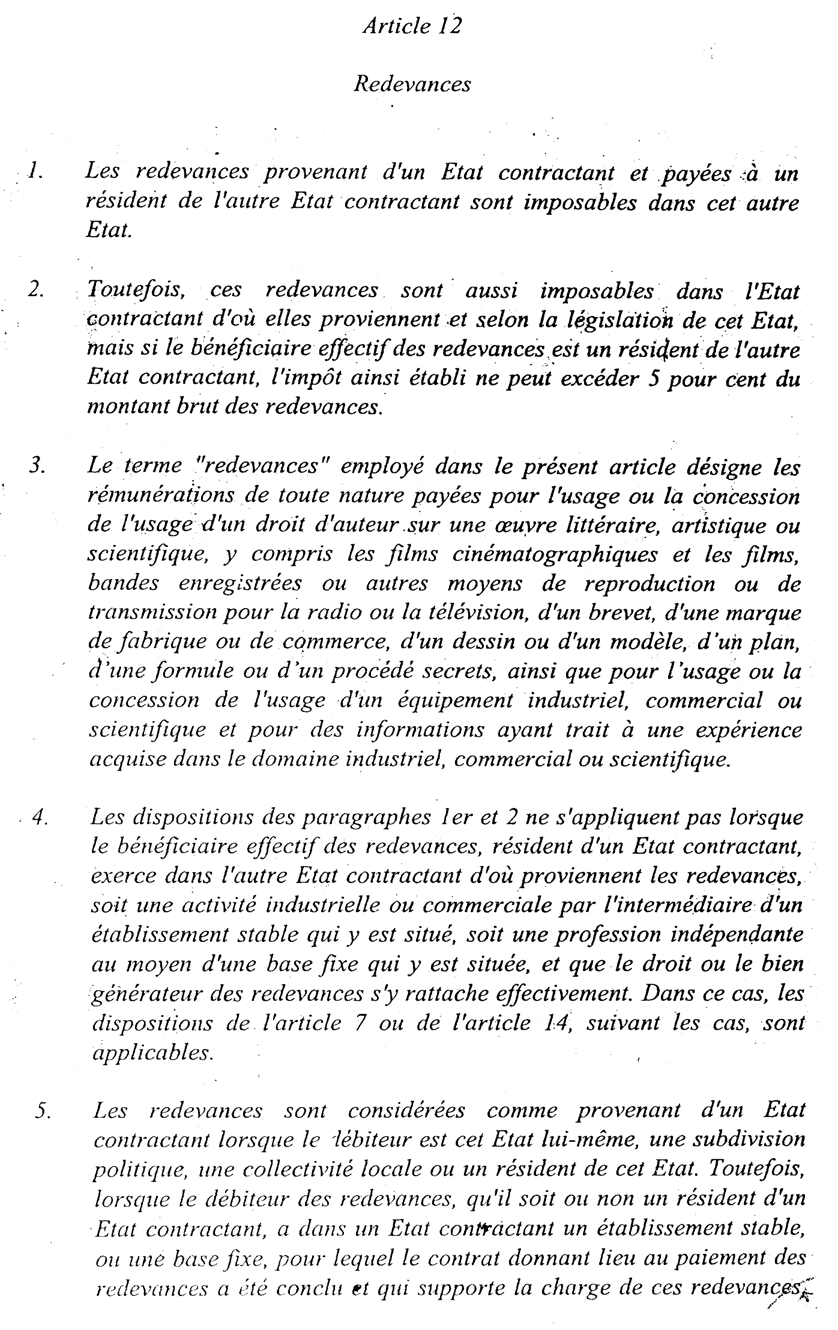 Article 12
Redevances
1. Les redevances provenant d'un Etat contractant et payées à un
résident de l'autre Etat contractant sont imposables dans cet autre
Etat.
2. Toutefois, ces redevances sont aussi imposables dans l'Etat
contractant d'où elles proviennent et selon la législation de cet Etat,
mais si le bénéficiaire effectif des redevances est un résident de l'autre
Etat contractant, l'impôt ainsi établi ne peut excéder 5 pour cent du
montant brut des redevances.
3. Le terme "redevances" employé dans le présent article désigne les
rémunérations de toute nature payées pour l'usage ou la concession
de l'usage d'un droit d'auteur sur une œuvre littéraire, artistique ou
scientifique, y compris les films cinématographiques et les films,
bandes enregistrées ou autres moyens de reproduction ou de
transmission pour la radio ou la télévision, d'un brevet, d'une marque
de fabrique ou de commerce, d'un dessin ou d'un modèle, d'un plan,
d'une formule ou d'un procédé secrets, ainsi que pour l'usage ou la
concession de l'usage d'un équipement industriel, commercial ou
scientifique et pour des informations ayant trait à une expérience
acquise dans le domaine industriel, commercial ou scientifique.
4. Les dispositions des paragraphes 1er et 2 ne s'appliquent pas lorsque
le bénéficiaire effectif des redevances, résident d'un Etat contractant,
exerce dans l'autre Etat contractant d'où proviennent les redevances,
soit une activité industrielle ou commerciale par l'intermédiaire d'un
établissement stable qui y est situé, soit une profession indépendante
au moyen d'une base fixe qui y est située, et que le droit ou le bien
générateur des redevances s'y rattache effectivement. Dans ce cas, les
dispositions de l'article 7 ou de l'article 14, suivant les cas, sont
applicables.
5. Les redevances sont considérées comme provenant d'un Etat
contractant lorsque le débiteur est cet Etat lui-même, une subdivision
politique, une collectivité locale ou un résident de cet Etat. Toutefois,
lorsque le débiteur des redevances, qu'il soit ou non un résident d'un
Etat contractant, a dans un Etat contractant un établissement stable,
ou une base fixe, pour lequel le contrat donnant lieu au paiement des
redevances a été conclu et qui supporte la charge de ces redevances,